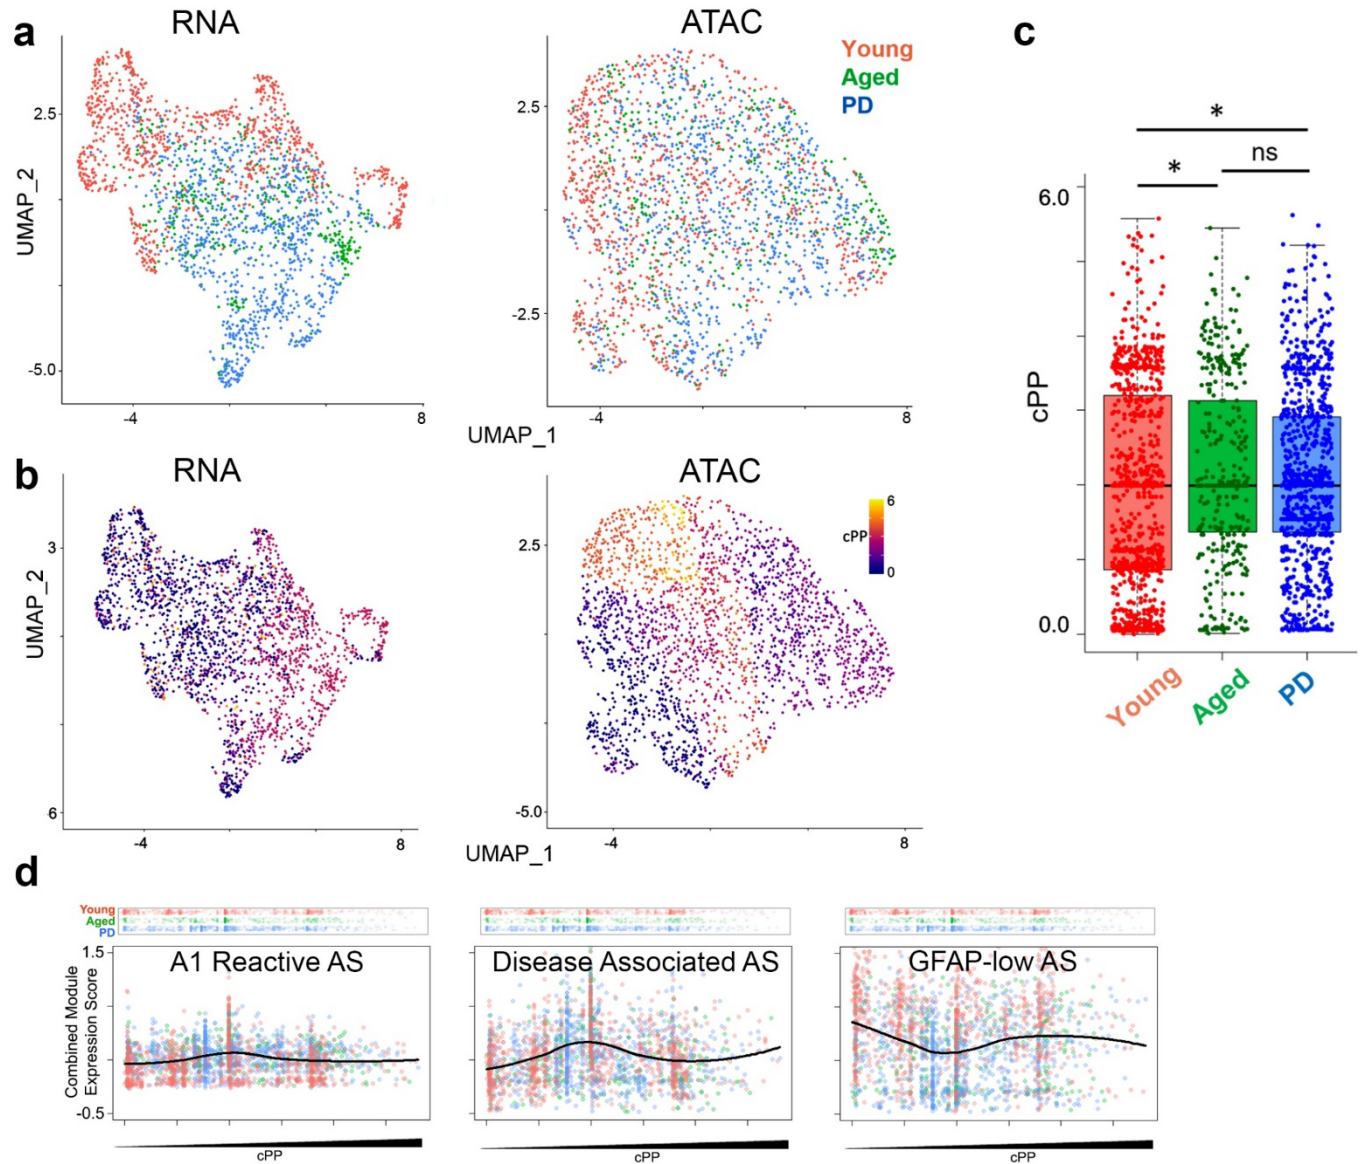 a
RNA
ATAC
Young
Aged
PD
2.5
-5.0
-4
8
UMAP_2
2.5
-2.5
-4
8
UMAP_1
b
RNA
ATAC
3
6
-4
8
UMAP_2
2.5
-5.0
-4
8
cPP
6
0
UMAP_1
c
*
*
ns
6.0
0.0
cPP
Young
Aged
PD
d
Young
Aged
PD
A1 Reactive AS
Disease Associated AS
GFAP-low AS
1.5
-0.5
Combined Module
Expression Score
cPP
cPP
cPP